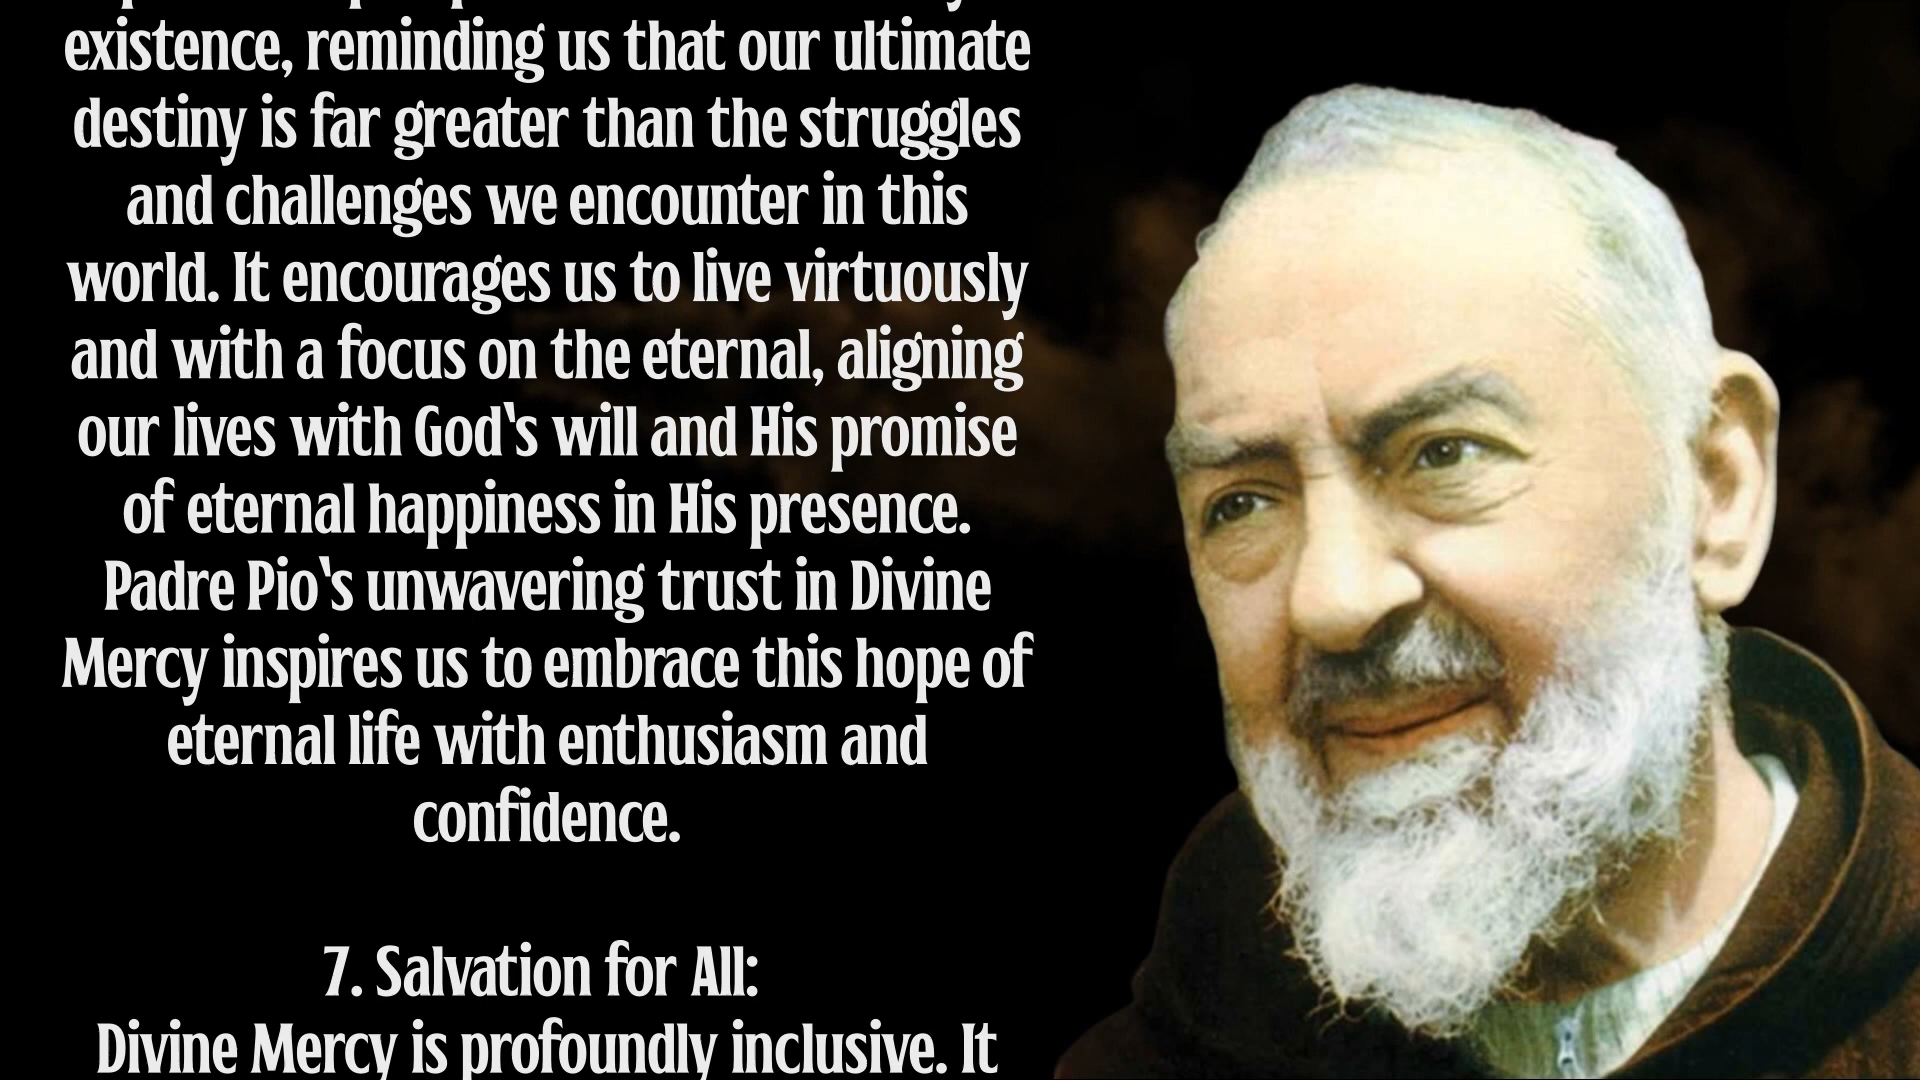 existence, reminding us that our ultimate
destiny is far greater than the struggles
and challenges we encounter in this
world. It encourages us to live virtuously
and with a focus on the eternal, aligning
our lives with God's will and His promise
of eternal happiness in His presence.
Padre Pio's unwavering trust in Divine
Mercy inspires us to embrace this hope of
eternal life with enthusiasm and
confidence.
7. Salvation for All:
Divine Mercy is profoundly inclusive. It